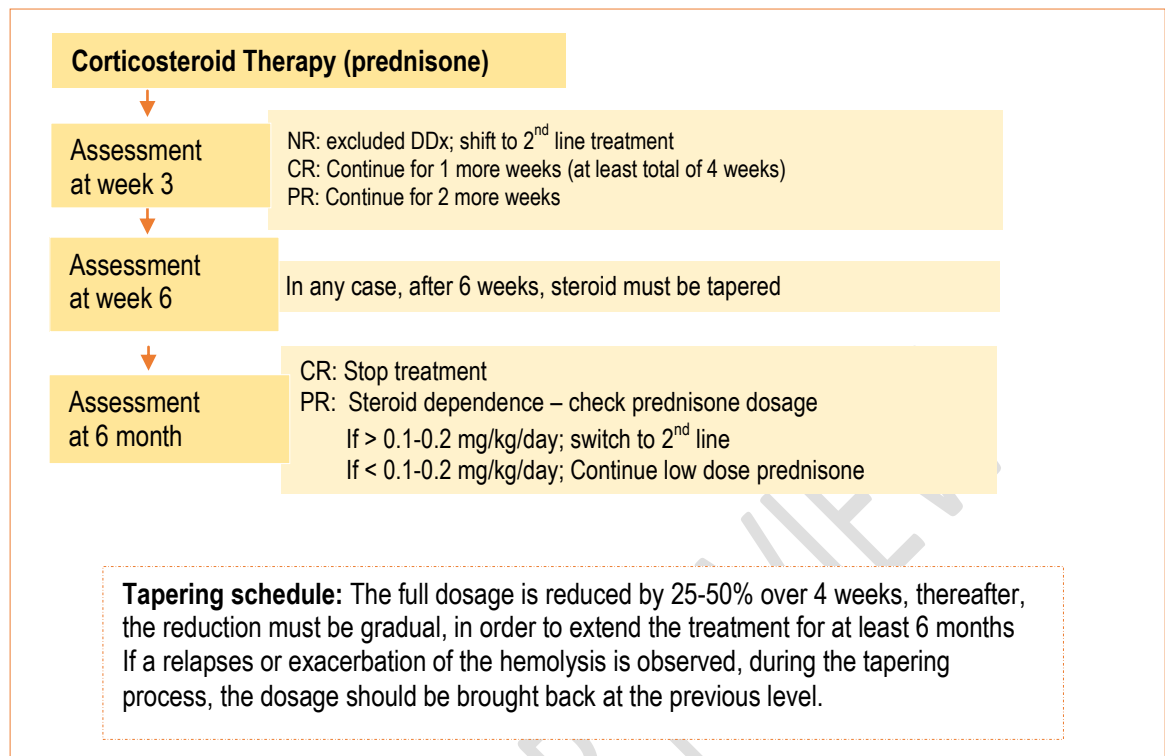 Corticosteroid Therapy (prednisone)
Assessment
at week 3
NR: excluded DDx; shift to 2nd line treatment
CR: Continue for 1 more weeks (at least total of 4 weeks)
PR: Continue for 2 more weeks
Assessment
at week 6
In any case, after 6 weeks, steroid must be tapered
Assessment
at 6 month
CR: Stop treatment
PR: Steroid dependence – check prednisone dosage
If > 0.1-0.2 mg/kg/day; switch to 2nd line
If < 0.1-0.2 mg/kg/day; Continue low dose prednisone
Tapering schedule: The full dosage is reduced by 25-50% over 4 weeks, thereafter,
the reduction must be gradual, in order to extend the treatment for at least 6 months
If a relapses or exacerbation of the hemolysis is observed, during the tapering
process, the dosage should be brought back at the previous level.